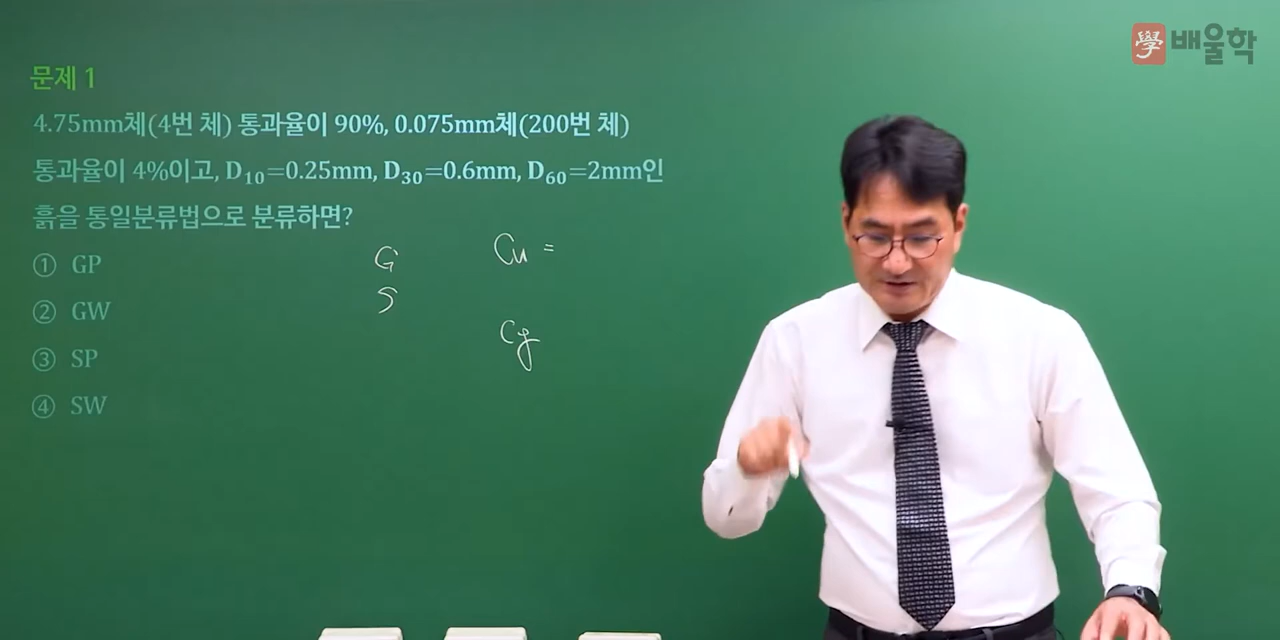 學 배울학
문제 1
4.75mm체(4번 체) 통과율이 90%, 0.075mm체(200번 체)
통과율이 4%이고, D₁₀=0.25mm, D₃₀=0.6mm, D₆₀=2mm인
흙을 통일분류법으로 분류하면?
① GP
② GW
③ SP
④ SW
G
S
Cu =
Cg